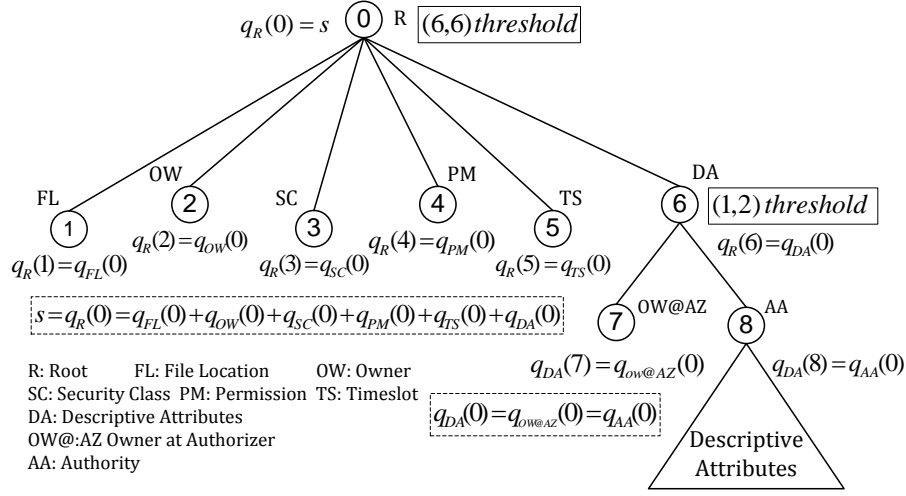 q_R(0) = s 0 R (6,6) threshold
FL OW SC PM TS DA
1 2 3 4 5 6 (1,2) threshold
q_R(1)=q_FL(0) q_R(2)=q_OW(0) q_R(3)=q_SC(0) q_R(4)=q_PM(0) q_R(5)=q_TS(0) q_R(6)=q_DA(0)
s=q_R(0)=q_FL(0)+q_OW(0)+q_SC(0)+q_PM(0)+q_TS(0)+q_DA(0)
7 OW@AZ 8 AA
q_DA(7)=q_ow@AZ(0) q_DA(8)=q_AA(0)
R: Root FL: File Location OW: Owner
SC: Security Class PM: Permission TS: Timeslot
DA: Descriptive Attributes
OW@:AZ Owner at Authorizer
AA: Authority
q_DA(0)=q_OW@AZ(0)=q_AA(0)
Descriptive
Attributes